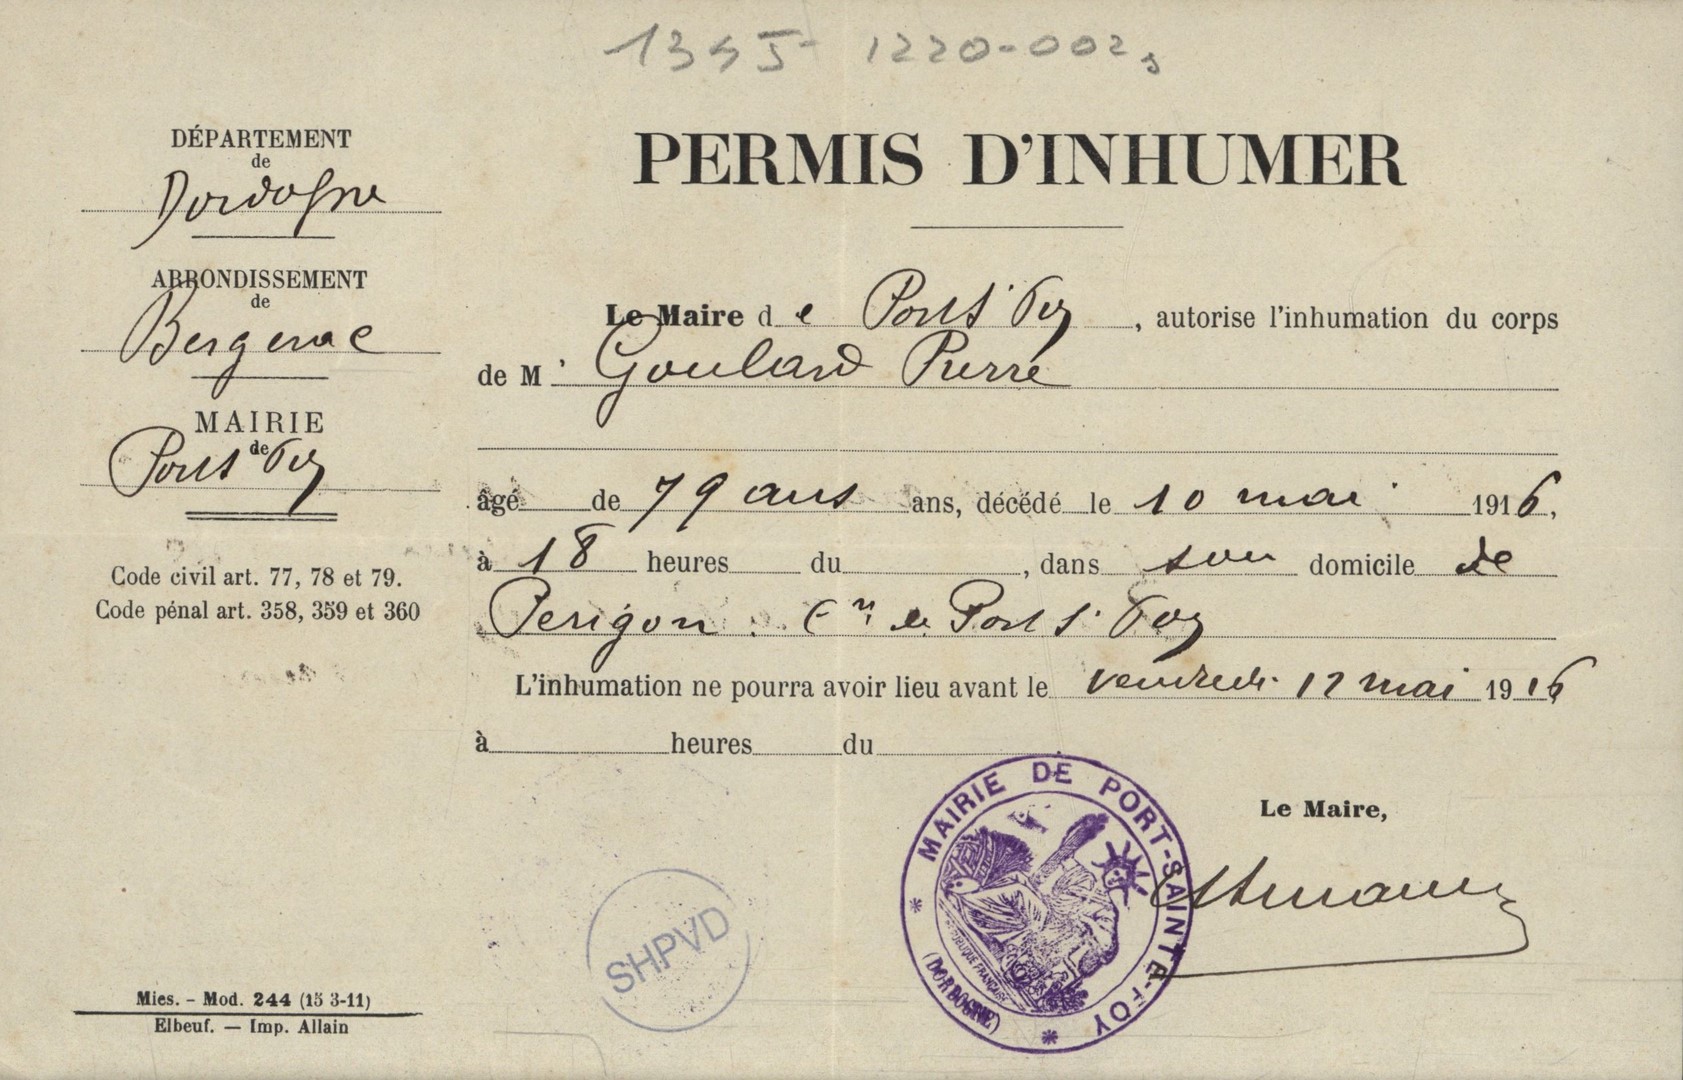 1345 1220-002
DÉPARTEMENT
de
Dordogne
ARRONDISSEMENT
de
Bergerac
MAIRIE
de
Port Ste Foy
Code civil art. 77, 78 et 79.
Code pénal art. 358, 359 et 360
Mies. - Mod. 244 (15 3-11)
Elbeuf. — Imp. Allain
PERMIS D'INHUMER
Le Maire de Port Ste Foy, autorise l'inhumation du corps
de Mr Goulard Pierre
âgé de 79 ans ans, décédé le 10 mai 1916,
à 18 heures du , dans son domicile de
Perigon . Cne de Port Ste Foy
L'inhumation ne pourra avoir lieu avant le vendredi 12 mai 1916
à heures du
Le Maire,
MAIRIE DE PORT-SAINTE-FOY
(DORDOGNE)
SHPVD